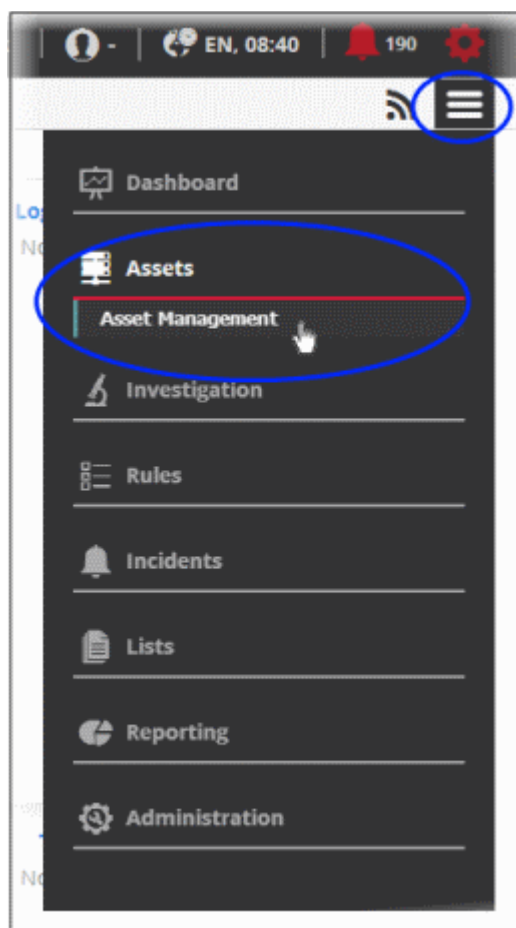 - EN, 08:40 190
Dashboard
Assets
Asset Management
Investigation
Rules
Incidents
Lists
Reporting
Administration